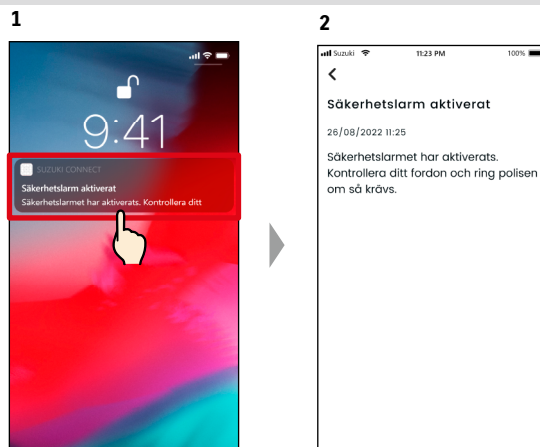 1
9:41
SUZUKI CONNECT
Säkerhetslarm aktiverat
Säkerhetslarmet har aktiverats. Kontrollera ditt
2
Suzuki 11:23 PM 100%
Säkerhetslarm aktiverat
26/08/2022 11:25
Säkerhetslarmet har aktiverats.
Kontrollera ditt fordon och ring polisen
om så krävs.